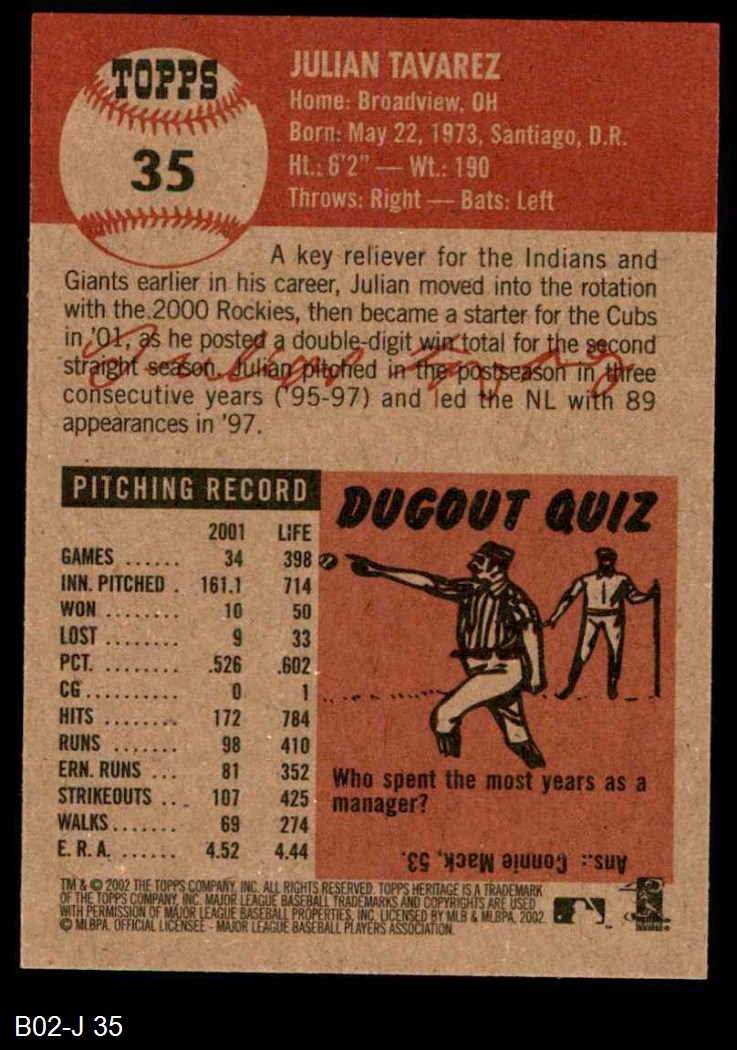 TOPPS
35
JULIAN TAVAREZ
Home: Broadview, OH
Born: May 22, 1973, Santiago, D.R.
Ht.: 6'2" — Wt.: 190
Throws: Right — Bats: Left
A key reliever for the Indians and
Giants earlier in his career, Julian moved into the rotation
with the 2000 Rockies, then became a starter for the Cubs
in '01, as he posted a double-digit win total for the second
straight season. Julian pitched in the postseason in three
consecutive years ('95-97) and led the NL with 89
appearances in '97.
Julian Tavarez
PITCHING RECORD
2001 LIFE
GAMES ...... 34 398
INN. PITCHED . 161.1 714
WON ........ 10 50
LOST ........ 9 33
PCT. ........ .526 .602
CG .......... 0 1
HITS ........ 172 784
RUNS ....... 98 410
ERN. RUNS ... 81 352
STRIKEOUTS ... 107 425
WALKS ....... 69 274
E. R. A. ...... 4.52 4.44
DUGOUT QUIZ
Who spent the most years as a
manager?
Ans.: Connie Mack, 53.
TM & © 2002 THE TOPPS COMPANY, INC. ALL RIGHTS RESERVED. TOPPS HERITAGE IS A TRADEMARK
OF THE TOPPS COMPANY, INC. MAJOR LEAGUE BASEBALL TRADEMARKS AND COPYRIGHTS ARE USED
WITH PERMISSION OF MAJOR LEAGUE BASEBALL PROPERTIES, INC. LICENSED BY MLB & MLBPA, 2002
© MLBPA. OFFICIAL LICENSEE - MAJOR LEAGUE BASEBALL PLAYERS ASSOCIATION.
B02-J 35